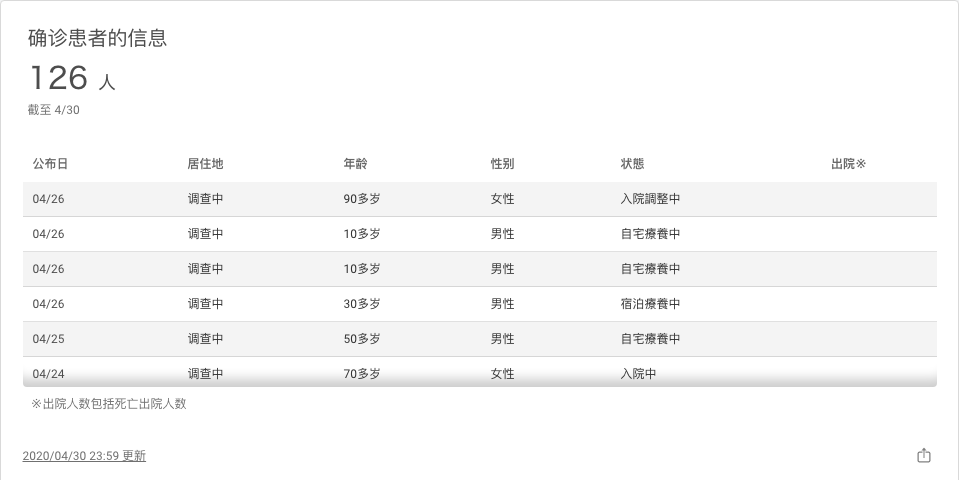 确诊患者的信息
126 人
截至 4/30
公布日 居住地 年龄 性别 状態 出院※
04/26 调查中 90多岁 女性 入院調整中
04/26 调查中 10多岁 男性 自宅療養中
04/26 调查中 10多岁 男性 自宅療養中
04/26 调查中 30多岁 男性 宿泊療養中
04/25 调查中 50多岁 男性 自宅療養中
04/24 调查中 70多岁 女性 入院中
※出院人数包括死亡出院人数
2020/04/30 23:59 更新